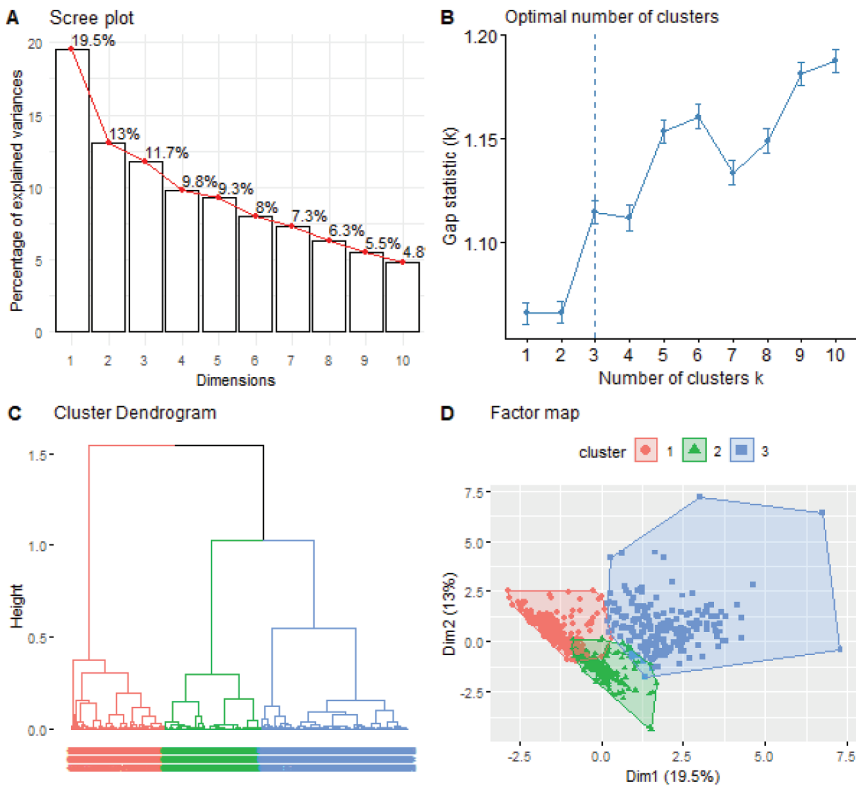 A Scree plot
Percentage of explained variances
20
15
10
5
0
19.5%
13%
11.7%
9.8%
9.3%
8%
7.3%
6.3%
5.5%
4.8
1 2 3 4 5 6 7 8 9 10
Dimensions
B Optimal number of clusters
Gap statistic (k)
1.20
1.15
1.10
1 2 3 4 5 6 7 8 9 10
Number of clusters k
C Cluster Dendrogram
Height
1.5
1.0
0.5
0.0
D Factor map
cluster 1 2 3
Dim2 (13%)
7.5
5.0
2.5
0.0
-2.5
-2.5 0.0 2.5 5.0 7.5
Dim1 (19.5%)